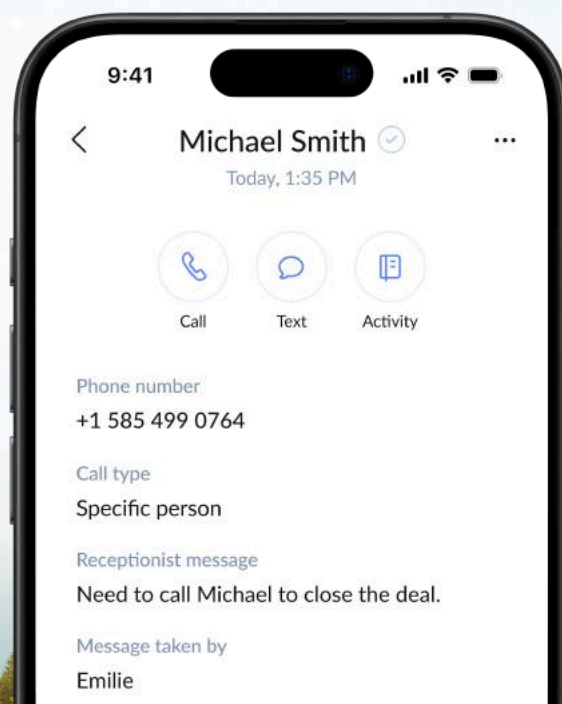 9:41
Michael Smith
Today, 1:35 PM
Call Text Activity
Phone number
+1 585 499 0764
Call type
Specific person
Receptionist message
Need to call Michael to close the deal.
Message taken by
Emilie